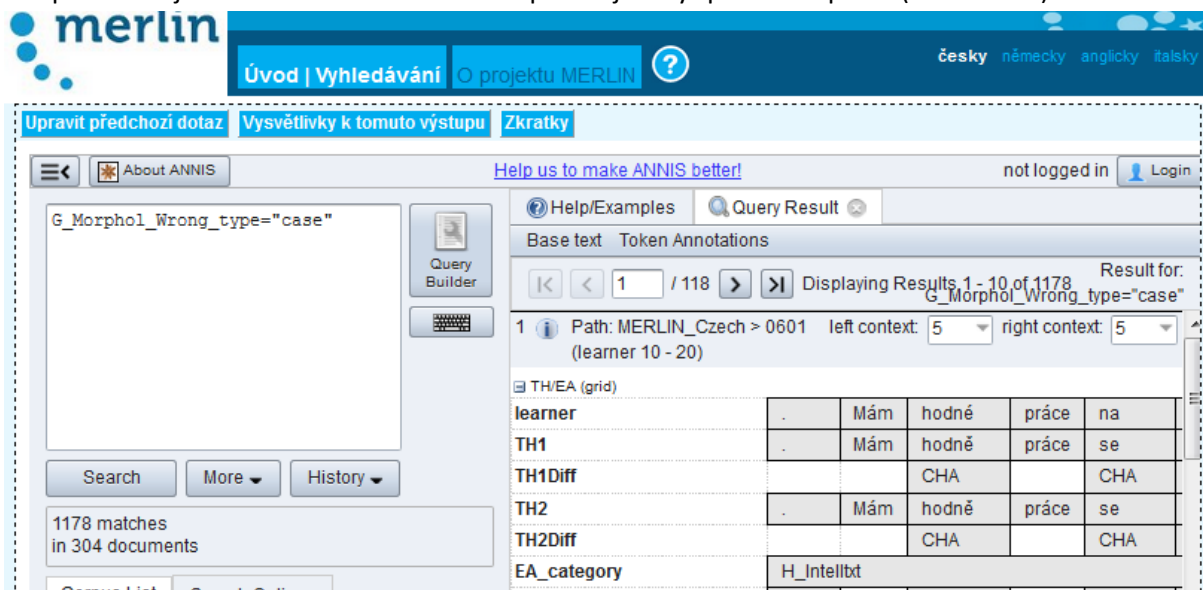 merlin
Úvod | Vyhledávání O projektu MERLIN ?
česky německy anglicky italsky
Upravit předchozí dotaz Vysvětlivky k tomuto výstupu Zkratky
About ANNIS
Help us to make ANNIS better!
not logged in Login
G_Morphol_Wrong_type="case"
Query
Builder
Search More History
1178 matches
in 304 documents
Help/Examples Query Result
Base text Token Annotations
1 / 118 Displaying Results 1 - 10 of 1178 Result for:
G_Morphol_Wrong_type="case"
1 Path: MERLIN_Czech > 0601 left context: 5 right context: 5
(learner 10 - 20)
TH/EA (grid)
learner . Mám hodné práce na
TH1 . Mám hodně práce se
TH1Diff CHA CHA
TH2 . Mám hodně práce se
TH2Diff CHA CHA
EA_category H_Intelltxt